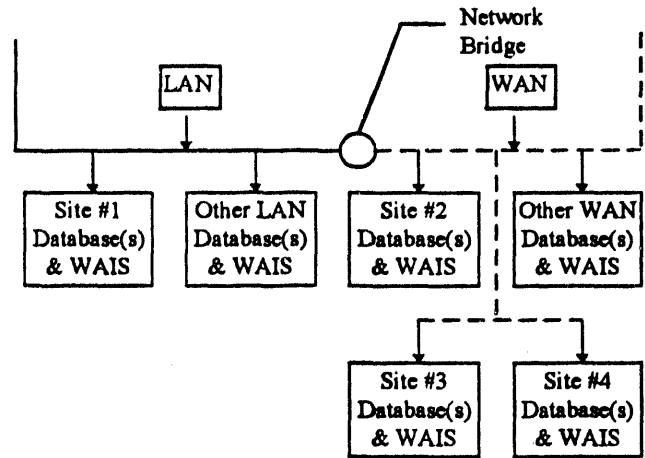 Network
Bridge
LAN
WAN
Site #1
Database(s)
& WAIS
Other LAN
Database(s)
& WAIS
Site #2
Database(s)
& WAIS
Other WAN
Database(s)
& WAIS
Site #3
Database(s)
& WAIS
Site #4
Database(s)
& WAIS